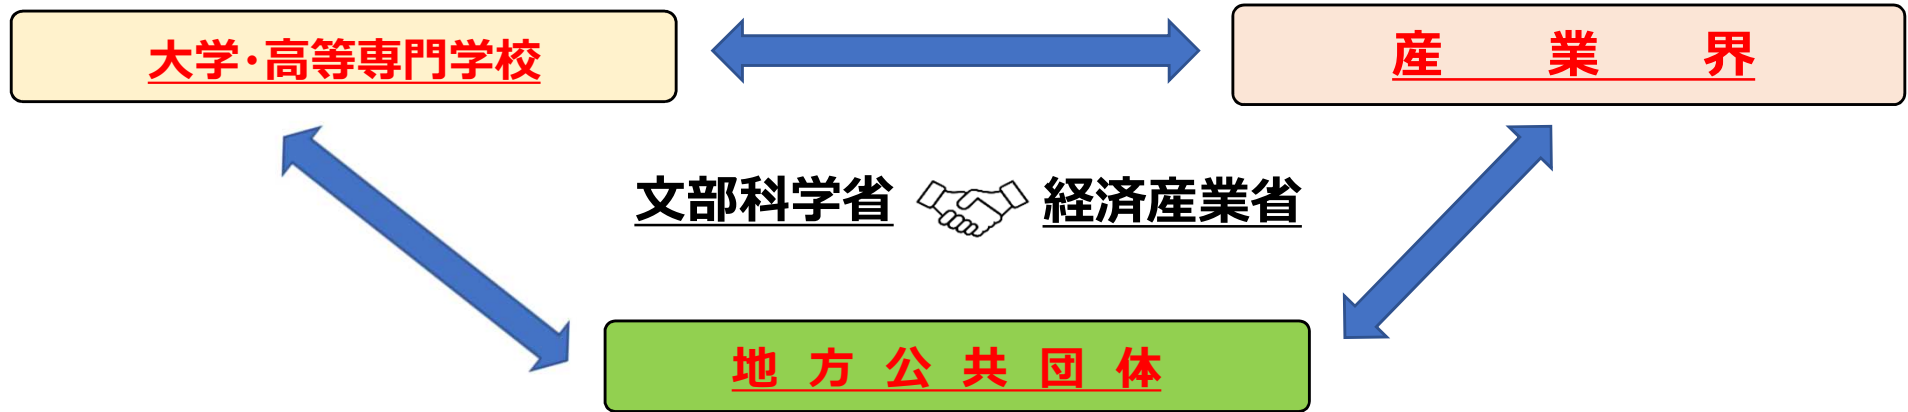 大学・高等専門学校
産業界
文部科学省
経済産業省
地方公共団体